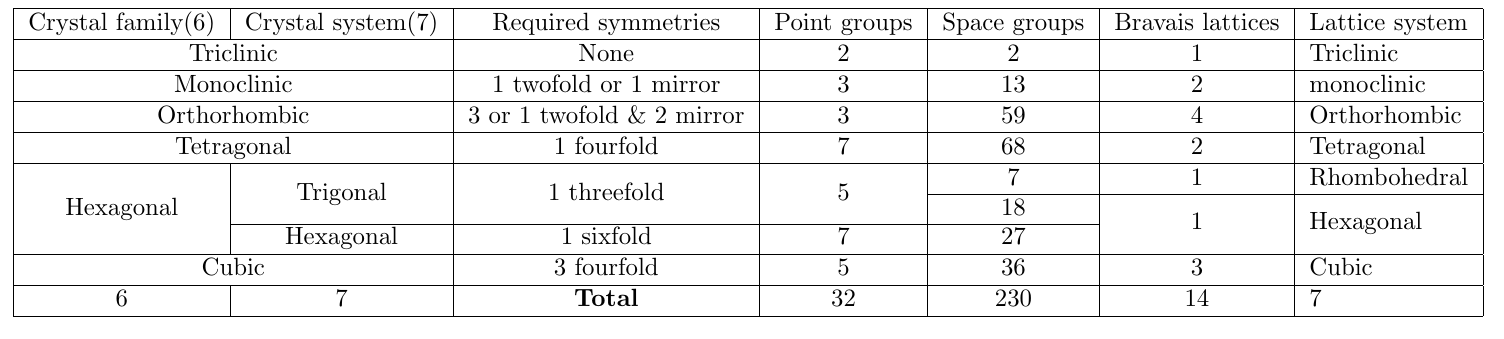 Crystal family(6) Crystal system(7) Required symmetries Point groups Space groups Bravais lattices Lattice system
Triclinic None 2 2 1 Triclinic
Monoclinic 1 twofold or 1 mirror 3 13 2 monoclinic
Orthorhombic 3 or 1 twofold & 2 mirror 3 59 4 Orthorhombic
Tetragonal 1 fourfold 7 68 2 Tetragonal
Hexagonal Trigonal 1 threefold 5 7 1 Rhombohedral
18 1 Hexagonal
Hexagonal 1 sixfold 7 27
Cubic 3 fourfold 5 36 3 Cubic
6 7 Total 32 230 14 7